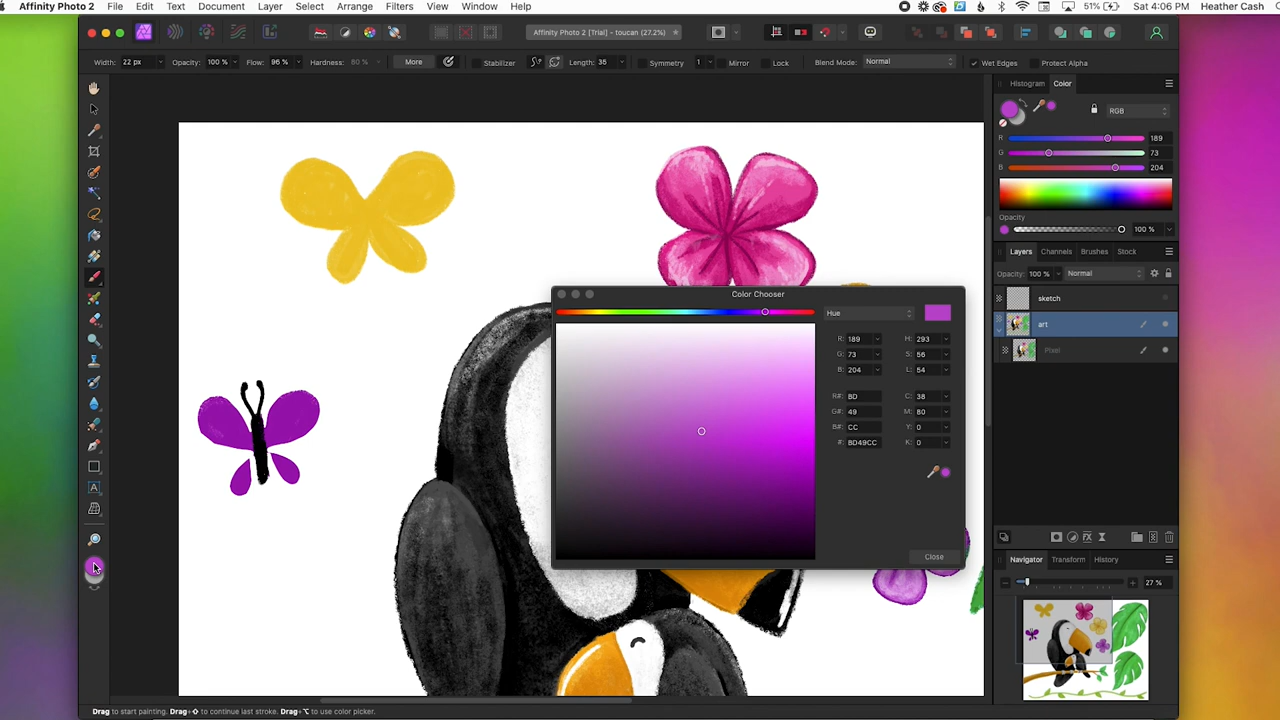 Affinity Photo 2 File Edit Text Document Layer Select Arrange Filters View Window Help 51% Sat 4:06 PM Heather Cash
Affinity Photo 2 [Trial] - toucan (27.2%)
Width: 22 px Opacity: 100 % Flow: 96 % Hardness: 80 % More Stabilizer Length: 35 Symmetry 1 Mirror Lock Blend Mode: Normal Wet Edges Protect Alpha
Histogram Color
RGB
R 189
G 73
B 204
Opacity
100 %
Layers Channels Brushes Stock
Opacity: 100 % Normal
sketch
art
Pixel
Color Chooser
Hue
R: 189 H: 293
G: 73 S: 56
B: 204 L: 54
R#: BD C: 38
G#: 49 M: 80
B#: CC Y: 0
#: BD49CC K: 0
Close
Navigator Transform History
27 %
Drag to start painting. Drag+⇧ to continue last stroke. Drag+⌥ to use color picker.